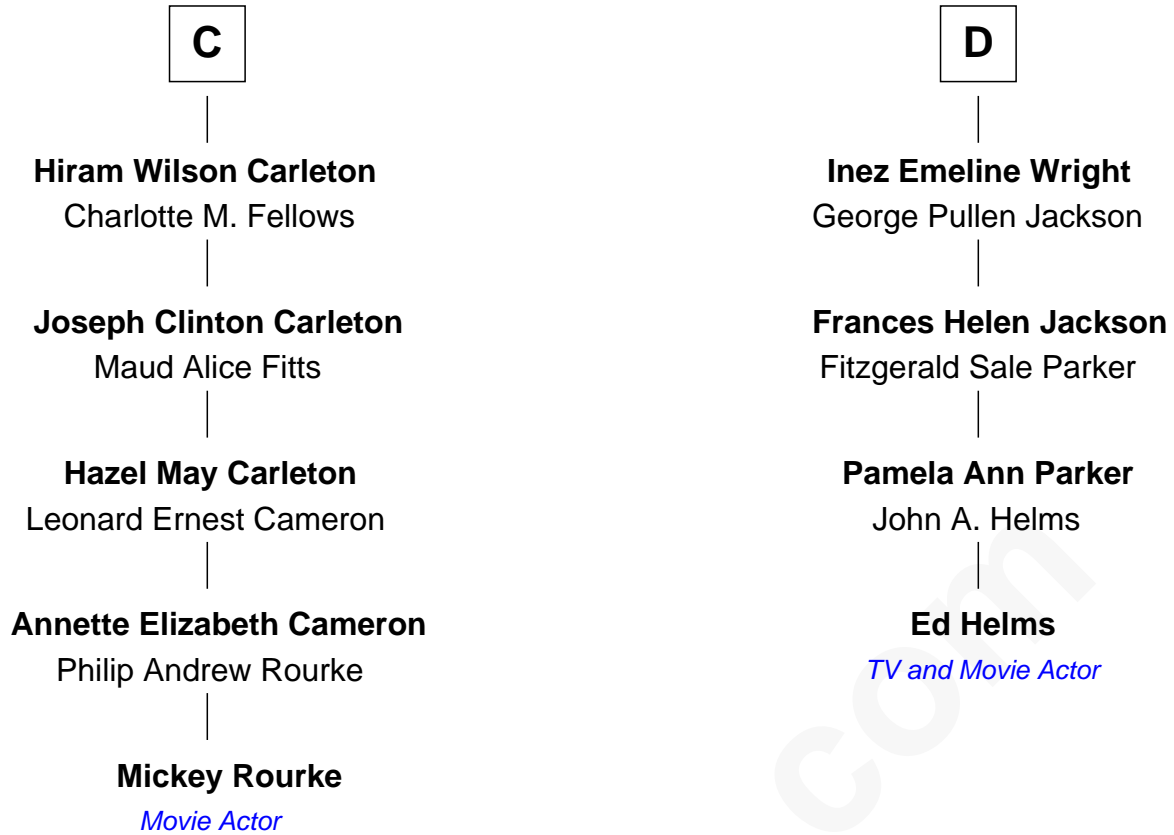 C
Hiram Wilson Carleton
Charlotte M. Fellows
Joseph Clinton Carleton
Maud Alice Fitts
Hazel May Carleton
Leonard Ernest Cameron
Annette Elizabeth Cameron
Philip Andrew Rourke
Mickey Rourke
Movie Actor
D
Inez Emeline Wright
George Pullen Jackson
Frances Helen Jackson
Fitzgerald Sale Parker
Pamela Ann Parker
John A. Helms
Ed Helms
TV and Movie Actor
com